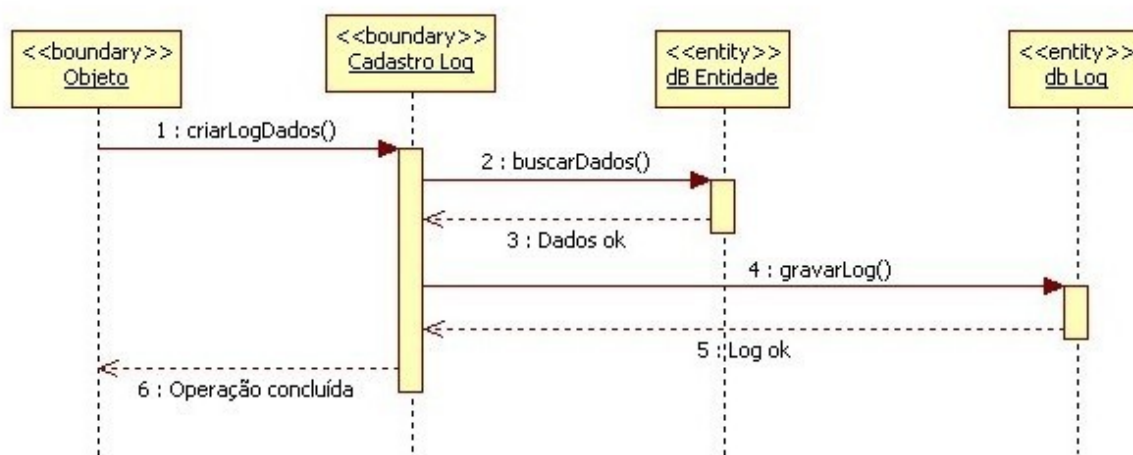 <<boundary>>
Objeto
<<boundary>>
Cadastro Log
<<entity>>
dB Entidade
<<entity>>
db Log
1 : criarLogDados()
2 : buscarDados()
3 : Dados ok
4 : gravarLog()
5 : Log ok
6 : Operação concluída